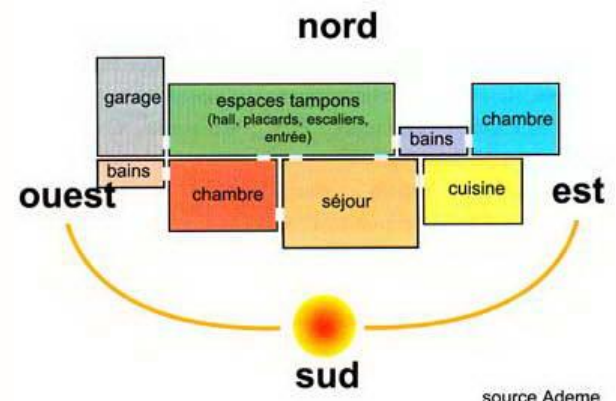 nord
garage
espaces tampons
(hall, placards, escaliers,
entrée)
bains
chambre
bains
ouest
chambre
séjour
cuisine
est
sud
source Ademe